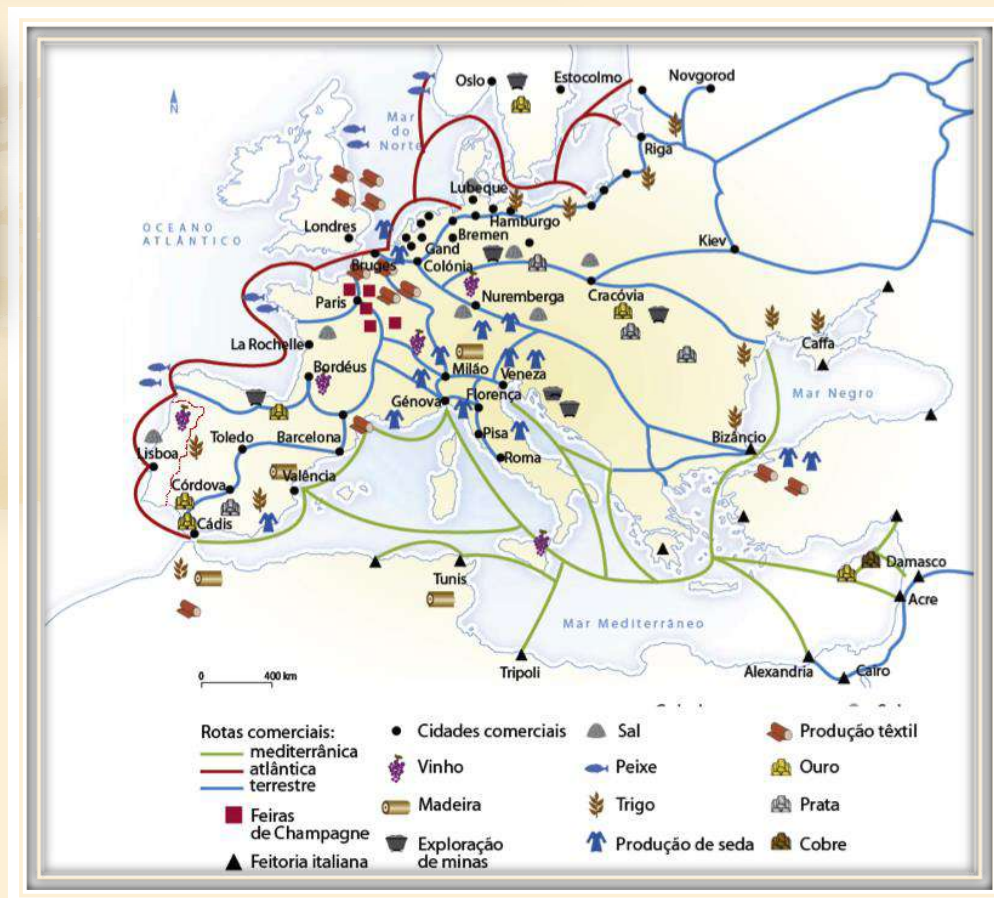 Oslo
Estocolmo
Novgorod
N
Mar
do
Norte
Riga
Lubeque
OCEANO
ATLÂNTICO
Londres
Hamburgo
Bremen
Gand
Kiev
Bruges
Colónia
Paris
Nuremberga
Cracóvia
La Rochelle
Caffa
Bordéus
Milão
Veneza
Mar Negro
Génova
Florença
Toledo
Barcelona
Pisa
Bizâncio
Lisboa
Roma
Córdova
Valência
Cádis
Damasco
Tunis
Acre
Mar Mediterrâneo
Tripoli
Alexandria
Cairo
0 400 km
Rotas comerciais:
mediterrânica
atlântica
terrestre
Feiras
de Champagne
Feitoria italiana
Cidades comerciais
Vinho
Madeira
Exploração
de minas
Sal
Peixe
Trigo
Produção de seda
Produção têxtil
Ouro
Prata
Cobre